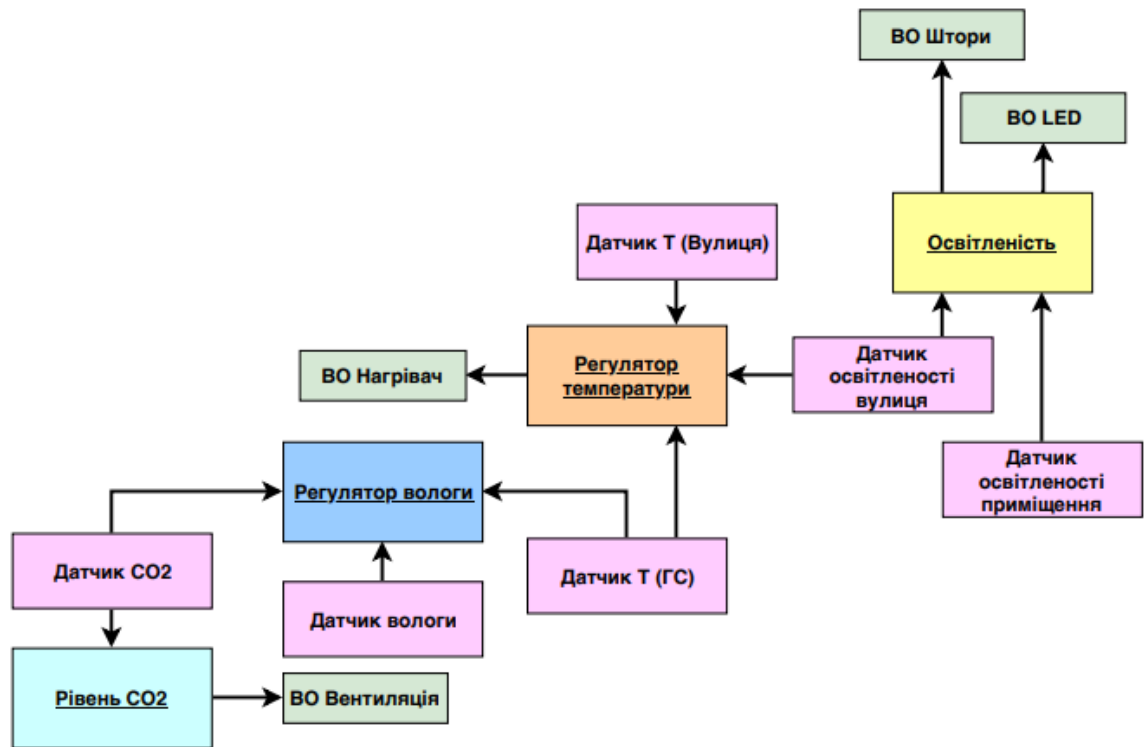 ВО Штори
ВО LED
Датчик Т (Вулиця)
Освітленість
ВО Нагрівач
Регулятор
температури
Датчик
освітленості
вулиця
Регулятор вологи
Датчик
освітленості
приміщення
Датчик СО2
Датчик Т (ГС)
Датчик вологи
Рівень СО2
ВО Вентиляція